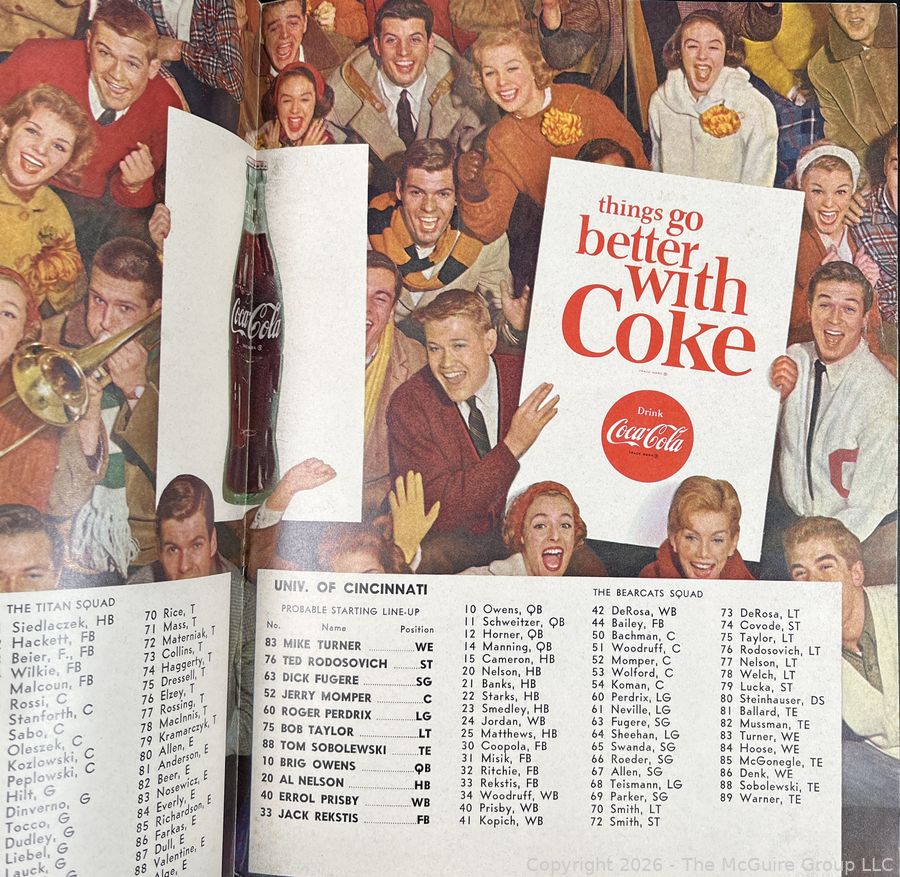 Coca-Cola
TRADE MARK ®
things go
better
with
Coke
TRADE MARK ®
Drink
Coca-Cola
TRADE MARK ®
C
THE TITAN SQUAD
Siedlaczek, HB
Hackett, FB
Beier, F., FB
Wilkie, FB
Malcoun, FB
Rossi, C
Stanforth, C
Sabo, C
Oleszek, C
Kozlowski, C
Peplowski, C
Hilt, G
Dinverno, G
Tocco, G
Dudley, G
Liebel, G
Lauck, G
70 Rice, T
71 Mass, T
72 Materniak, T
73 Collins, T
74 Haggerty, T
75 Dressell, T
76 Elzey, T
77 Rossing, T
78 MacInnis, T
79 Kramarczyk, T
80 Allen, E
81 Anderson, E
82 Beer, E
83 Nosewicz, E
84 Everly, E
85 Richardson, E
86 Farkas, E
87 Dull, E
88 Valentine, E
Alge, E
UNIV. OF CINCINNATI
PROBABLE STARTING LINE-UP
No. Name Position
83 MIKE TURNER WE
76 TED RODOSOVICH ST
63 DICK FUGERE SG
52 JERRY MOMPER C
60 ROGER PERDRIX LG
75 BOB TAYLOR LT
88 TOM SOBOLEWSKI TE
10 BRIG OWENS QB
20 AL NELSON HB
40 ERROL PRISBY WB
33 JACK REKSTIS FB
THE BEARCATS SQUAD
10 Owens, QB
11 Schweitzer, QB
12 Horner, QB
14 Manning, QB
15 Cameron, HB
20 Nelson, HB
21 Banks, HB
22 Starks, HB
23 Smedley, HB
24 Jordan, WB
25 Matthews, HB
30 Coopola, FB
31 Misik, FB
32 Ritchie, FB
33 Rekstis, FB
34 Woodruff, WB
40 Prisby, WB
41 Kopich, WB
42 DeRosa, WB
44 Bailey, FB
50 Bachman, C
51 Woodruff, C
52 Momper, C
53 Wolford, C
54 Koman, C
60 Perdrix, LG
61 Neville, LG
63 Fugere, SG
64 Sheehan, LG
65 Swanda, SG
66 Roeder, SG
67 Allen, SG
68 Teismann, LG
69 Parker, SG
70 Smith, LT
72 Smith, ST
73 DeRosa, LT
74 Covode, ST
75 Taylor, LT
76 Rodosovich, LT
77 Nelson, LT
78 Welch, LT
79 Lucka, ST
80 Steinhauser, DS
81 Ballard, TE
82 Mussman, TE
83 Turner, WE
84 Hoose, WE
85 McGonegle, TE
86 Denk, WE
88 Sobolewski, TE
89 Warner, TE
Copyright 2026 - The McGuire Group LLC